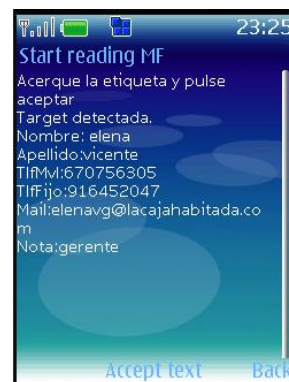 23:25
Start reading MF
Acerque la etiqueta y pulse
aceptar
Target detectada.
Nombre: elena
Apellido:vicente
TlfMvl:670756305
TlfFijo:916452047
Mail:elenavg@lacajahabitada.co
m
Nota:gerente
Accept text
Back